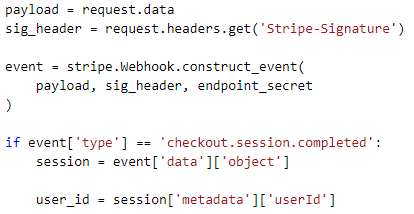 payload = request.data
sig_header = request.headers.get('Stripe-Signature')
event = stripe.Webhook.construct_event(
    payload, sig_header, endpoint_secret
)
if event['type'] == 'checkout.session.completed':
    session = event['data']['object']
    user_id = session['metadata']['userId']